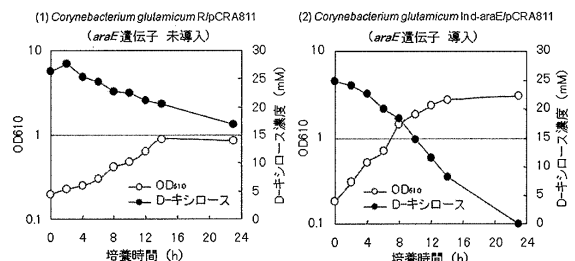 (1) Corynebacterium glutamicum R/pCRA811
(araE遺伝子 未導入)
10
1
0.1
OD610
30
25
20
15
10
5
0
D-キシロース濃度 (mM)
OD610
D-キシロース
0 4 8 12 16 20 24
培養時間 (h)
(2) Corynebacterium glutamicum Ind-araE/pCRA811
(araE遺伝子 導入)
10
1
0.1
OD610
30
25
20
15
10
5
0
D-キシロース濃度 (mM)
OD610
D-キシロース
0 4 8 12 16 20 24
培養時間 (h)